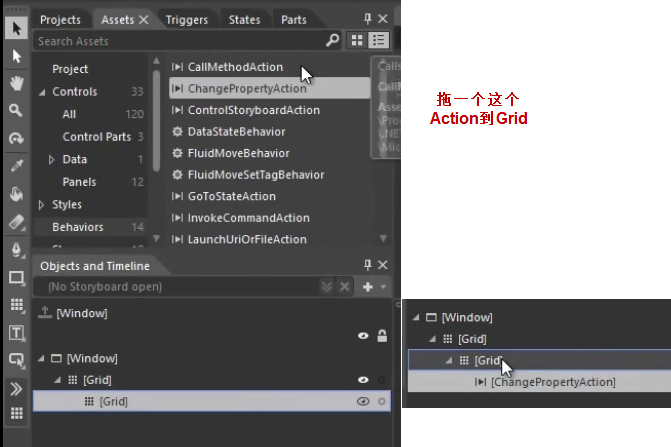 Projects Assets Triggers States Parts
Search Assets
Project
Controls 33
All 120
Control Parts 3
Data 1
Panels 12
Styles
Behaviors 14
CallMethodAction
ChangePropertyAction
ControlStoryboardAction
DataStateBehavior
FluidMoveBehavior
FluidMoveSetTagBehavior
GoToStateAction
InvokeCommandAction
LaunchUriOrFileAction
拖一个这个
Action到Grid
Objects and Timeline
(No Storyboard open)
[Window]
[Window]
[Grid]
[Grid]
[Window]
[Grid]
[Grid]
[ChangePropertyAction]